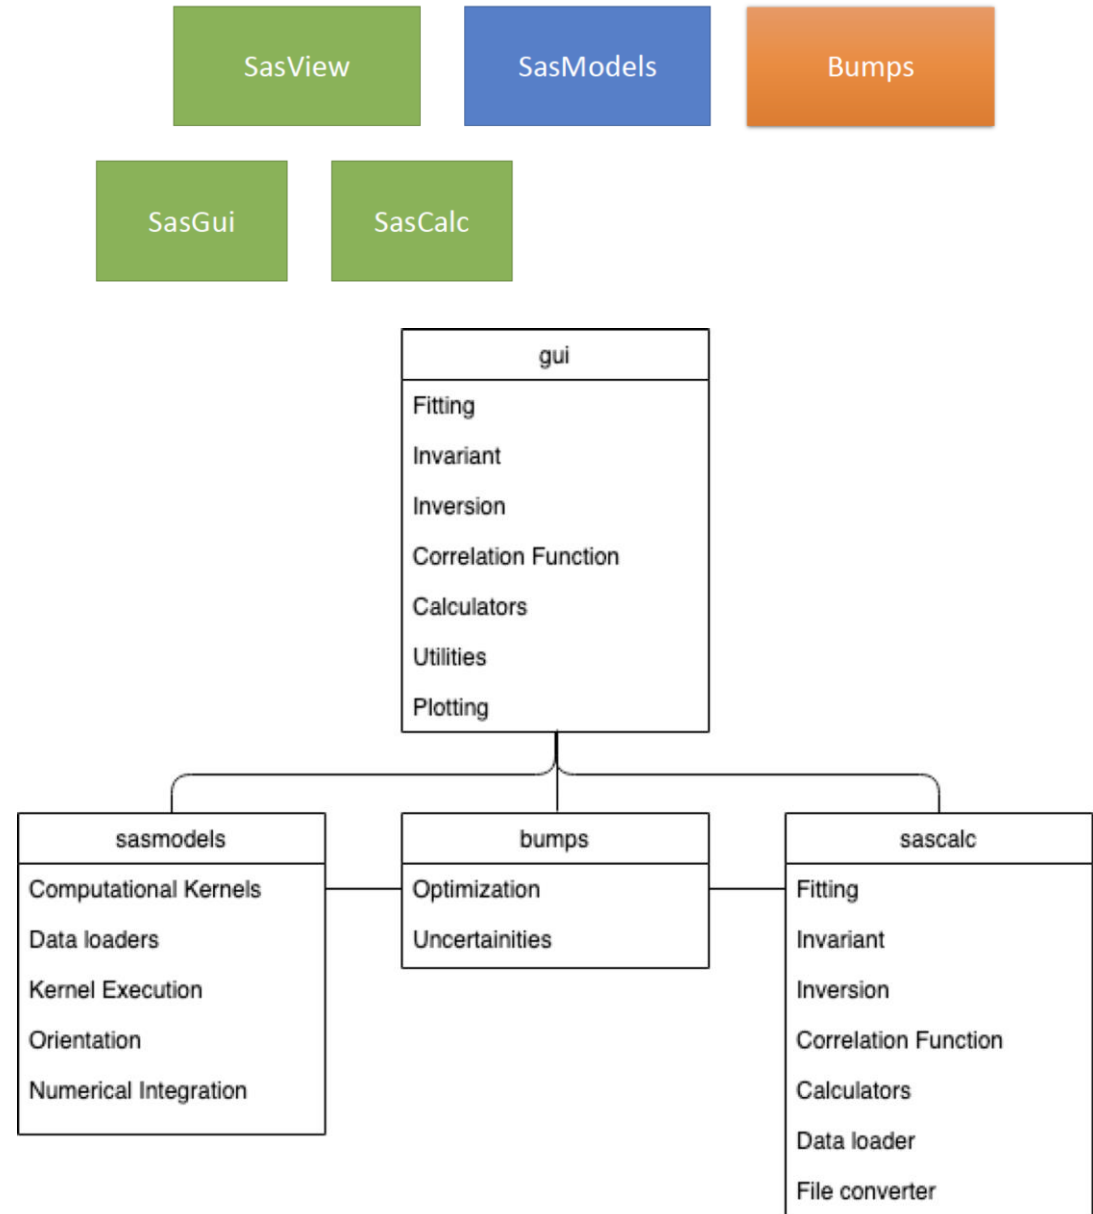 SasView
SasModels
Bumps
SasGui
SasCalc
gui
Fitting
Invariant
Inversion
Correlation Function
Calculators
Utilities
Plotting
sasmodels
Computational Kernels
Data loaders
Kernel Execution
Orientation
Numerical Integration
bumps
Optimization
Uncertainities
sascalc
Fitting
Invariant
Inversion
Correlation Function
Calculators
Data loader
File converter